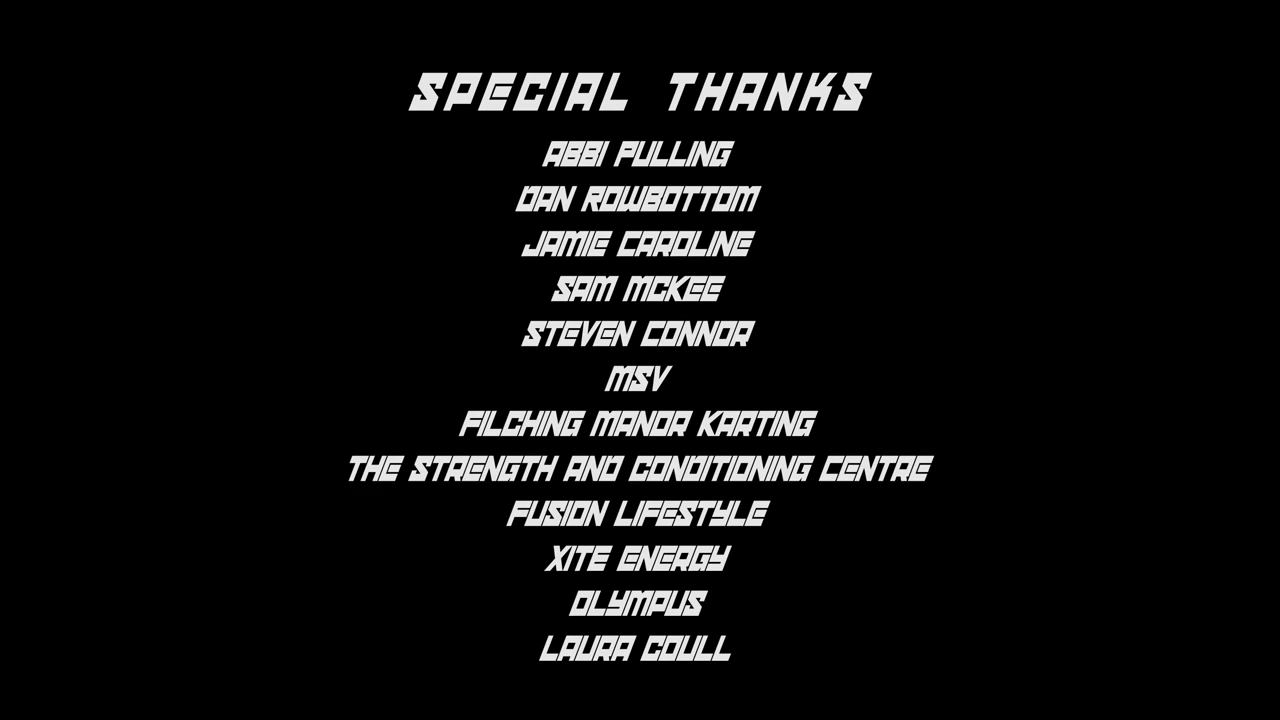 SPECIAL THANKS
ABBI PULLING
DAN ROWBOTTOM
JAMIE CAROLINE
SAM MCKEE
STEVEN CONNOR
MSV
FILCHING MANOR KARTING
THE STRENGTH AND CONDITIONING CENTRE
FUSION LIFESTYLE
XITE ENERGY
OLYMPUS
LAURA COULL